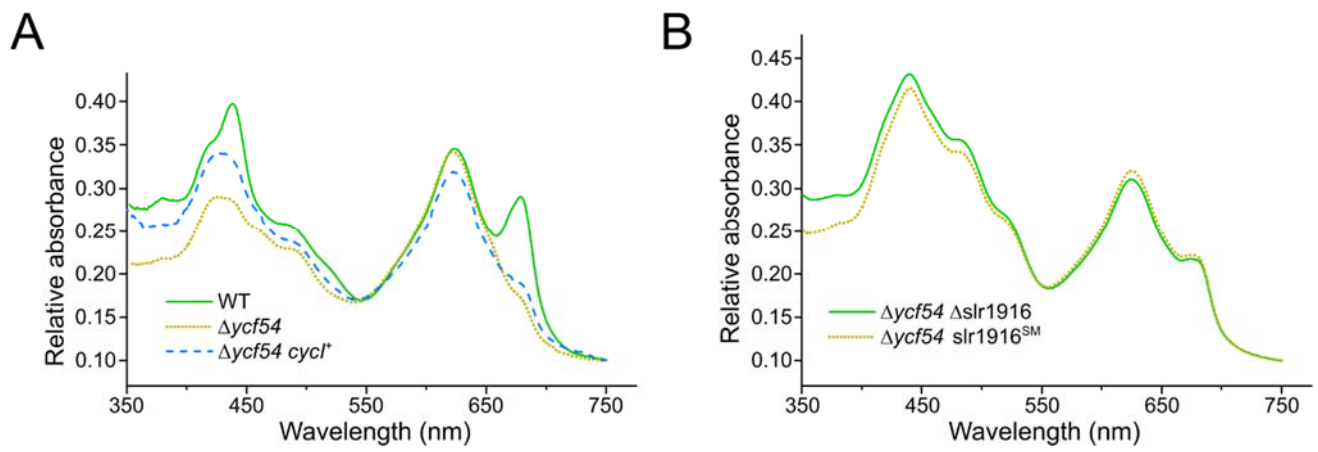 A
Relative absorbance
0.40
0.35
0.30
0.25
0.20
0.15
0.10
WT
Δycf54
Δycf54 cycI⁺
350
450
550
650
750
Wavelength (nm)
B
Relative absorbance
0.45
0.40
0.35
0.30
0.25
0.20
0.15
0.10
Δycf54 Δslr1916
Δycf54 slr1916ˢᴹ
350
450
550
650
750
Wavelength (nm)